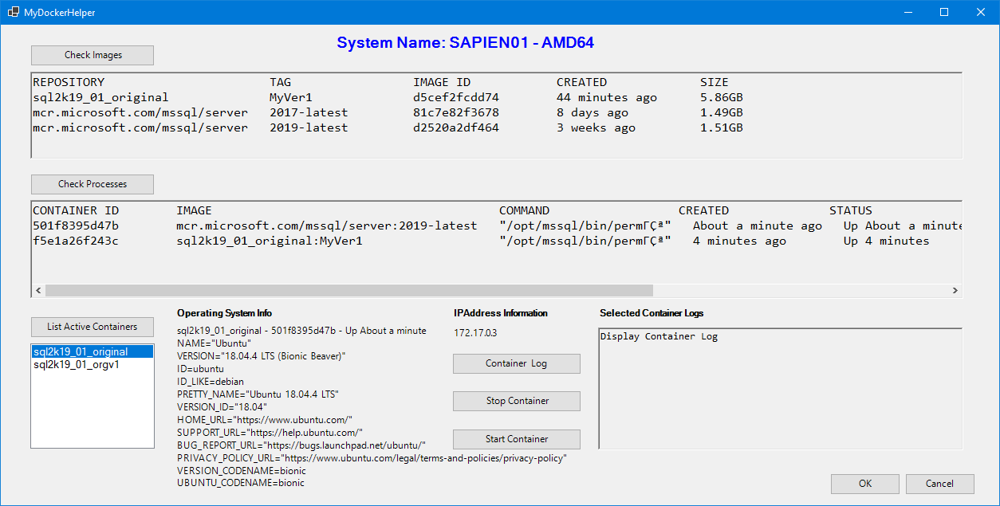 MyDockerHelper
System Name: SAPIEN01 - AMD64
Check Images
REPOSITORY TAG IMAGE ID CREATED SIZE
sql2k19_01_original MyVer1 d5cef2fcdd74 44 minutes ago 5.86GB
mcr.microsoft.com/mssql/server 2017-latest 81c7e82f3678 8 days ago 1.49GB
mcr.microsoft.com/mssql/server 2019-latest d2520a2df464 3 weeks ago 1.51GB
Check Processes
CONTAINER ID IMAGE COMMAND CREATED STATUS
501f8395d47b mcr.microsoft.com/mssql/server:2019-latest "/opt/mssql/bin/permΓÇª" About a minute ago Up About a minute
f5e1a26f243c sql2k19_01_original:MyVer1 "/opt/mssql/bin/permΓÇª" 4 minutes ago Up 4 minutes
List Active Containers
sql2k19_01_original
sql2k19_01_orgv1
Operating System Info
sql2k19_01_original - 501f8395d47b - Up About a minute
NAME="Ubuntu"
VERSION="18.04.4 LTS (Bionic Beaver)"
ID=ubuntu
ID_LIKE=debian
PRETTY_NAME="Ubuntu 18.04.4 LTS"
VERSION_ID="18.04"
HOME_URL="https://www.ubuntu.com/"
SUPPORT_URL="https://help.ubuntu.com/"
BUG_REPORT_URL="https://bugs.launchpad.net/ubuntu/"
PRIVACY_POLICY_URL="https://www.ubuntu.com/legal/terms-and-policies/privacy-policy"
VERSION_CODENAME=bionic
UBUNTU_CODENAME=bionic
IPAddress Information
172.17.0.3
Container Log
Stop Container
Start Container
Selected Container Logs
Display Container Log
OK
Cancel